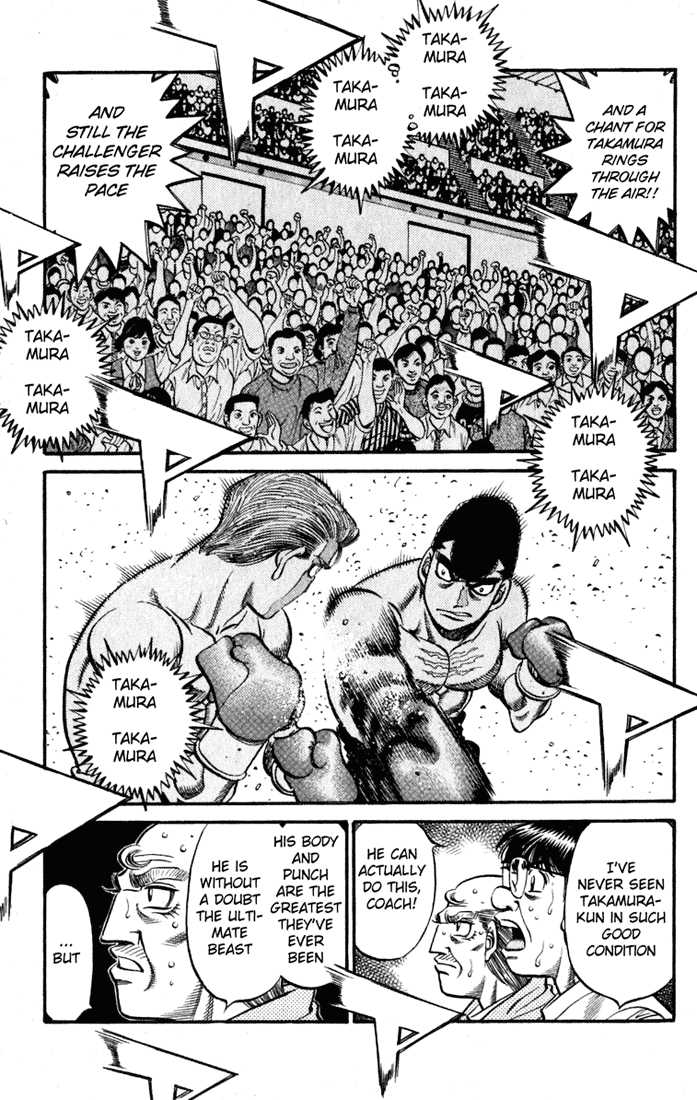 AND A
CHANT FOR
TAKAMURA
RINGS
THROUGH
THE AIR!!
TAKA-
MURA
TAKA-
MURA
TAKA-
MURA
TAKA-
MURA
AND
STILL THE
CHALLENGER
RAISES THE
PACE
TAKA-
MURA
TAKA-
MURA
TAKA-
MURA
TAKA-
MURA
TAKA-
MURA
TAKA-
MURA
I'VE
NEVER SEEN
TAKAMURA-
KUN IN SUCH
GOOD
CONDITION
HE CAN
ACTUALLY
DO THIS,
COACH!
HIS BODY
AND
PUNCH
ARE THE
GREATEST
THEY'VE
EVER
BEEN
HE IS
WITHOUT
A DOUBT
THE ULTI-
MATE
BEAST
...
BUT